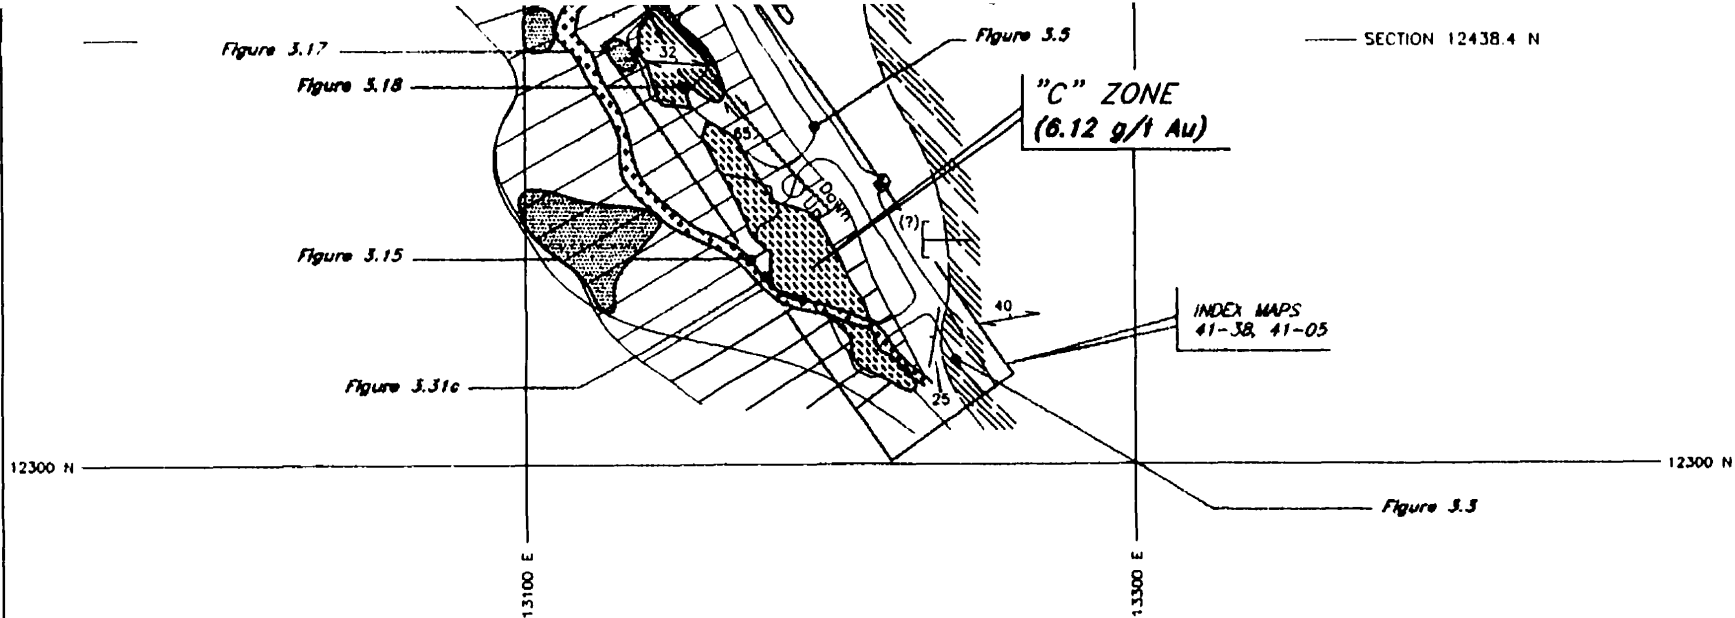 Figure 3.17
Figure 3.5
SECTION 12438.4 N
32
Figure 3.18
"C" ZONE
(6.12 g/t Au)
65
Down
Up
(?)
Figure 3.15
40
INDEX MAPS
41-38, 41-05
Figure 3.31c
25
12300 N
12300 N
Figure 3.3
13100 E
13300 E